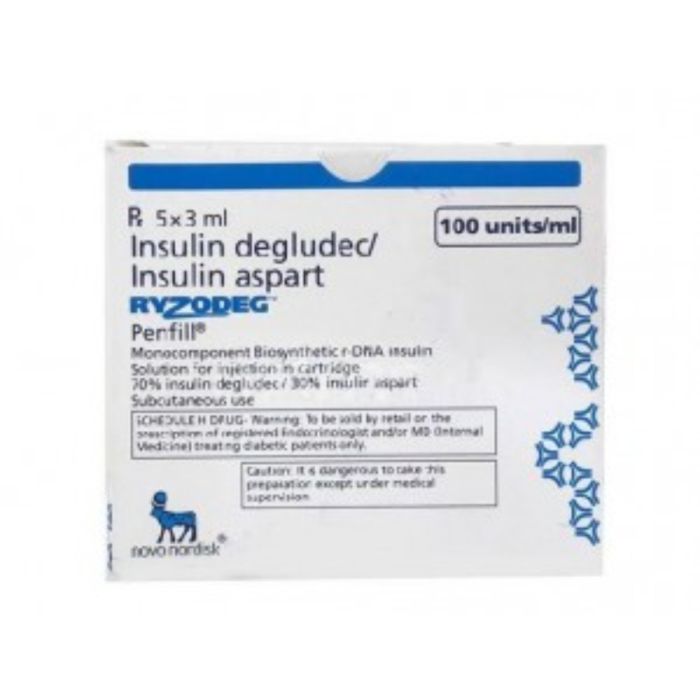 ℞ 5x3 ml
100 units/ml
Insulin degludec/
Insulin aspart
RYZODEG™
Penfill®
Monocomponent Biosynthetic r-DNA insulin
Solution for injection in cartridge
70% insulin degludec / 30% insulin aspart
Subcutaneous use
SCHEDULE H DRUG- Warning: To be sold by retail on the
prescription of registered Endocrinologist and/or MD (Internal
Medicine) treating diabetic patients only.
Caution: It is dangerous to take this
preparation except under medical
supervision
novo nordisk®